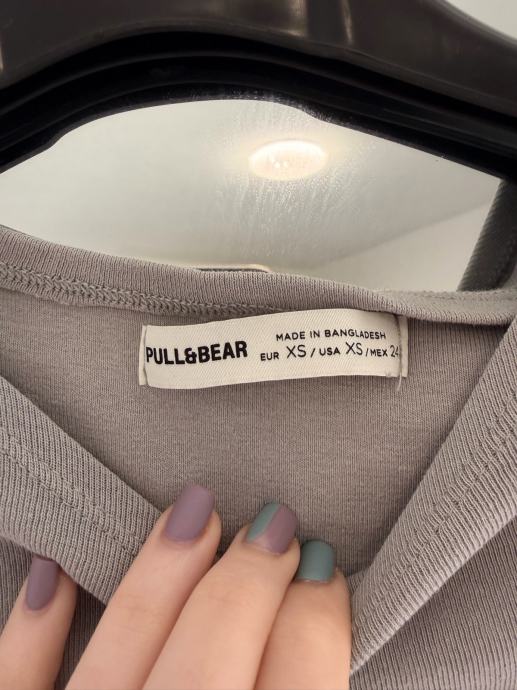 PULL&BEAR
MADE IN BANGLADESH
EUR XS / USA XS / MEX 24